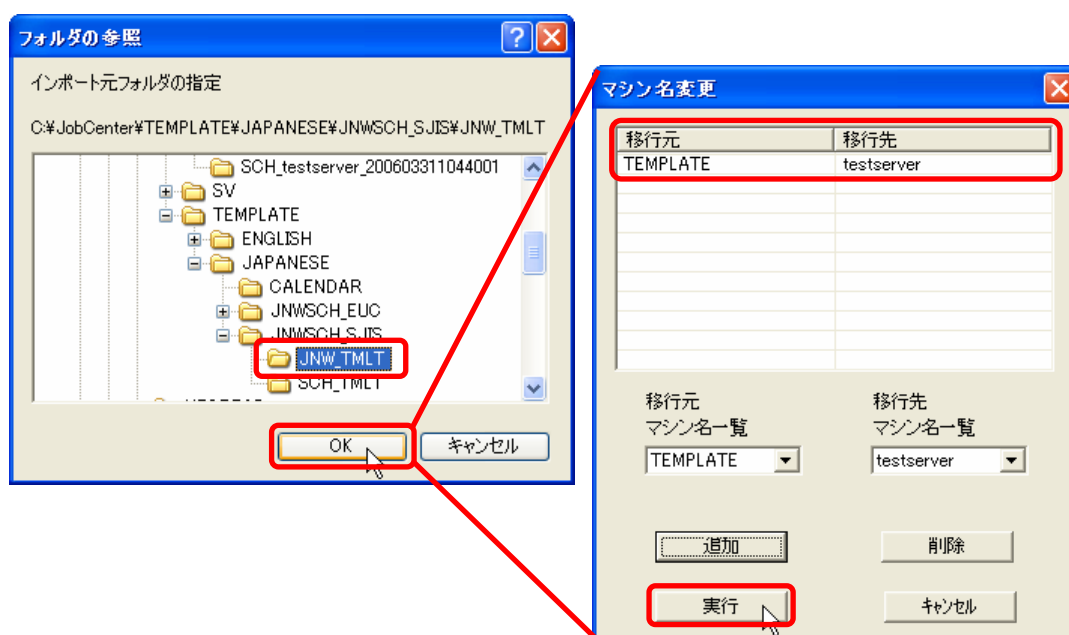 フォルダの参照
インポート元フォルダの指定
C:¥JobCenter¥TEMPLATE¥JAPANESE¥JNWSCH_SJIS¥JNW_TMLT
SCH_testserver_200603311044001
SV
TEMPLATE
ENGLISH
JAPANESE
CALENDAR
JNWSCH_EUC
JNWSCH_SJIS
JNW_TMLT
SCH_TMLT
OK
キャンセル
マシン名変更
移行元 移行先
TEMPLATE testserver
移行元 移行先
マシン名一覧 マシン名一覧
TEMPLATE testserver
追加 削除
実行 キャンセル